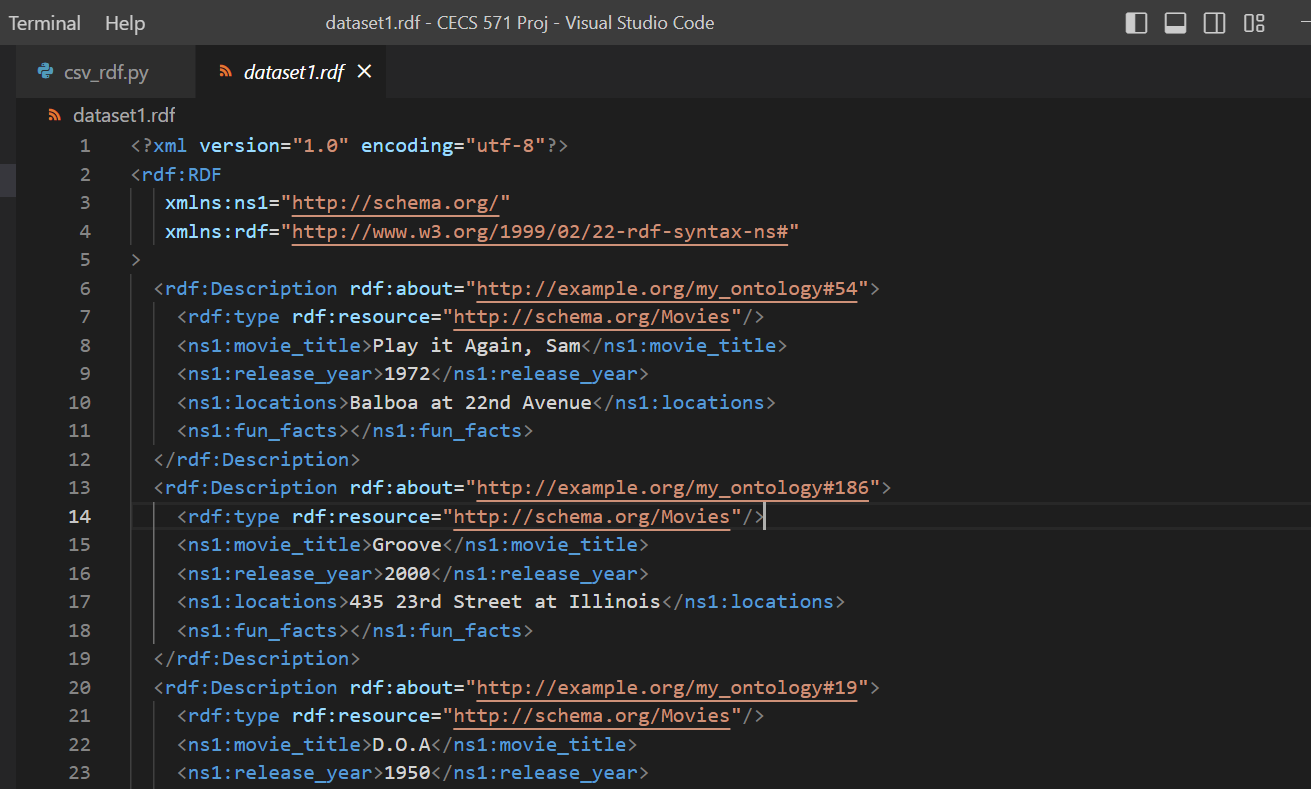 Terminal Help dataset1.rdf - CECS 571 Proj - Visual Studio Code
csv_rdf.py dataset1.rdf
dataset1.rdf
1 <?xml version="1.0" encoding="utf-8"?>
2 <rdf:RDF
3 xmlns:ns1="http://schema.org/"
4 xmlns:rdf="http://www.w3.org/1999/02/22-rdf-syntax-ns#"
5 >
6 <rdf:Description rdf:about="http://example.org/my_ontology#54">
7 <rdf:type rdf:resource="http://schema.org/Movies"/>
8 <ns1:movie_title>Play it Again, Sam</ns1:movie_title>
9 <ns1:release_year>1972</ns1:release_year>
10 <ns1:locations>Balboa at 22nd Avenue</ns1:locations>
11 <ns1:fun_facts></ns1:fun_facts>
12 </rdf:Description>
13 <rdf:Description rdf:about="http://example.org/my_ontology#186">
14 <rdf:type rdf:resource="http://schema.org/Movies"/>
15 <ns1:movie_title>Groove</ns1:movie_title>
16 <ns1:release_year>2000</ns1:release_year>
17 <ns1:locations>435 23rd Street at Illinois</ns1:locations>
18 <ns1:fun_facts></ns1:fun_facts>
19 </rdf:Description>
20 <rdf:Description rdf:about="http://example.org/my_ontology#19">
21 <rdf:type rdf:resource="http://schema.org/Movies"/>
22 <ns1:movie_title>D.O.A</ns1:movie_title>
23 <ns1:release_year>1950</ns1:release_year>